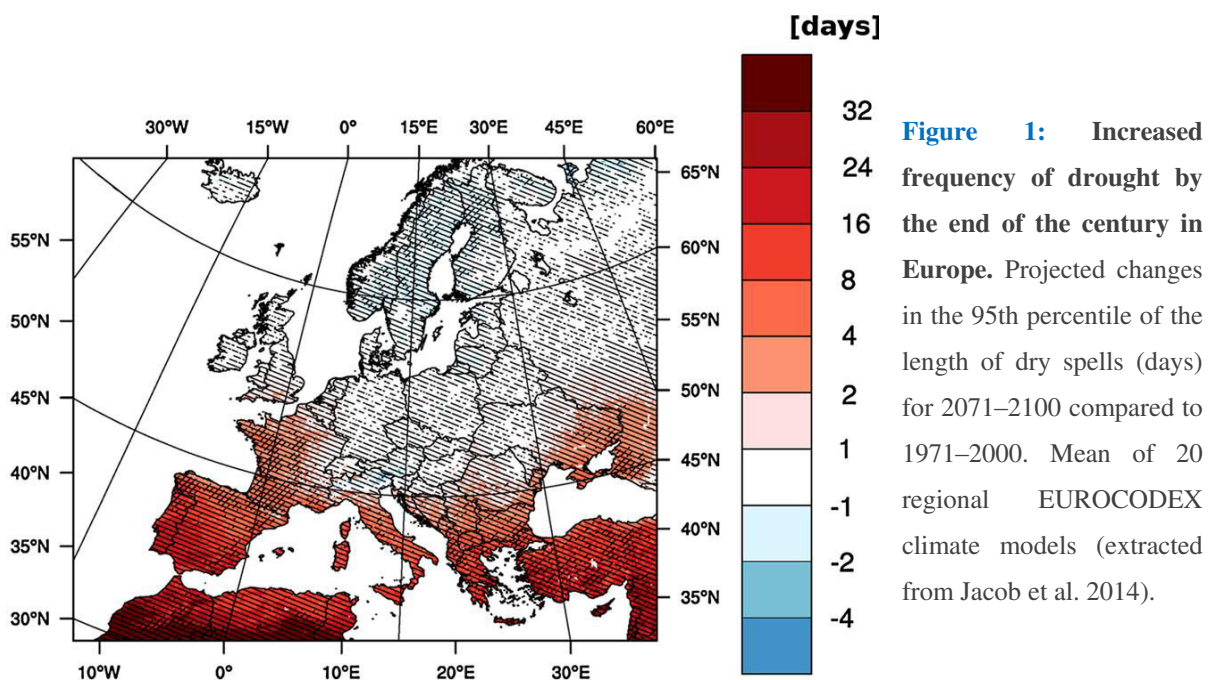 [days]
30°W 15°W 0° 15°E 30°E 45°E 60°E
65°N
55°N
60°N
50°N
55°N
45°N
50°N
40°N
45°N
35°N
40°N
30°N
35°N
10°W 0° 10°E 20°E 30°E
32
24
16
8
4
2
1
-1
-2
-4
Figure 1: Increased
frequency of drought by
the end of the century in
Europe. Projected changes
in the 95th percentile of the
length of dry spells (days)
for 2071–2100 compared to
1971–2000. Mean of 20
regional EUROCODEX
climate models (extracted
from Jacob et al. 2014).